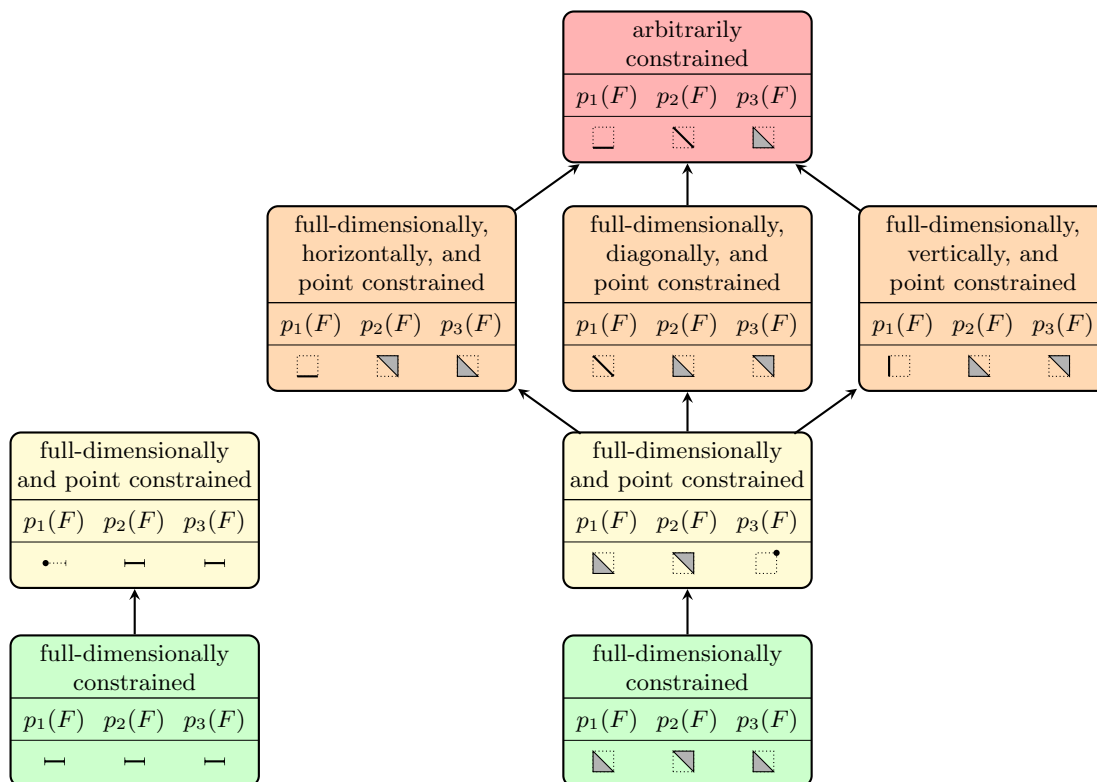 arbitrarily
constrained
p₁(F) p₂(F) p₃(F)
full-dimensionally,
horizontally, and
point constrained
p₁(F) p₂(F) p₃(F)
full-dimensionally,
diagonally, and
point constrained
p₁(F) p₂(F) p₃(F)
full-dimensionally,
vertically, and
point constrained
p₁(F) p₂(F) p₃(F)
full-dimensionally
and point constrained
p₁(F) p₂(F) p₃(F)
full-dimensionally
and point constrained
p₁(F) p₂(F) p₃(F)
full-dimensionally
constrained
p₁(F) p₂(F) p₃(F)
full-dimensionally
constrained
p₁(F) p₂(F) p₃(F)